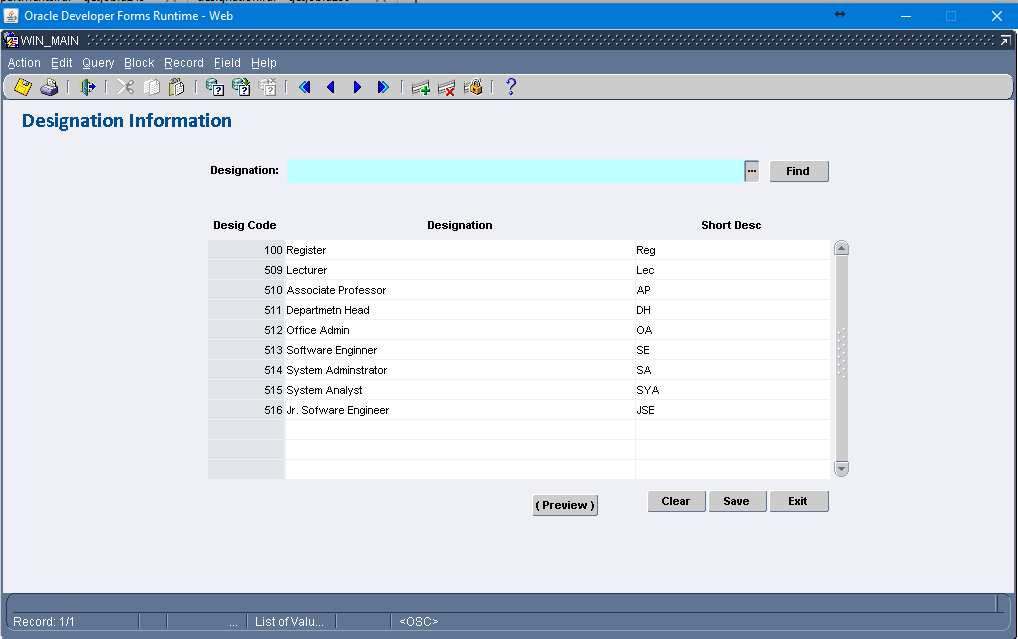 Oracle Developer Forms Runtime - Web
WIN_MAIN
Action Edit Query Block Record Field Help
Designation Information
Designation: ... Find
Desig Code Designation Short Desc
100 Register Reg
509 Lecturer Lec
510 Associate Professor AP
511 Departmetn Head DH
512 Office Admin OA
513 Software Enginner SE
514 System Adminstrator SA
515 System Analyst SYA
516 Jr. Sofware Engineer JSE
( Preview ) Clear Save Exit
Record: 1/1 ... List of Valu... <OSC>